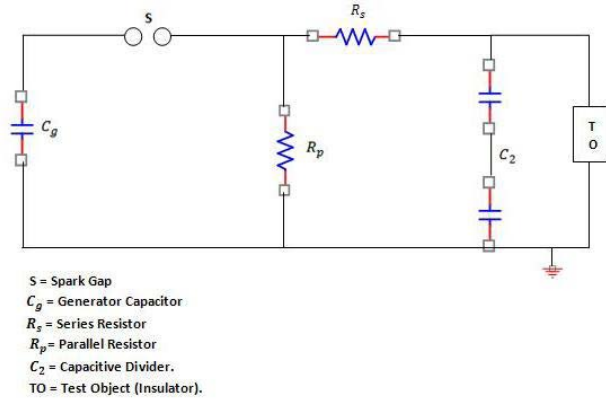 S
R_s
C_g
R_p
C_2
T
O
S = Spark Gap
C_g = Generator Capacitor
R_s = Series Resistor
R_p= Parallel Resistor
C_2 = Capacitive Divider.
TO = Test Object (Insulator).